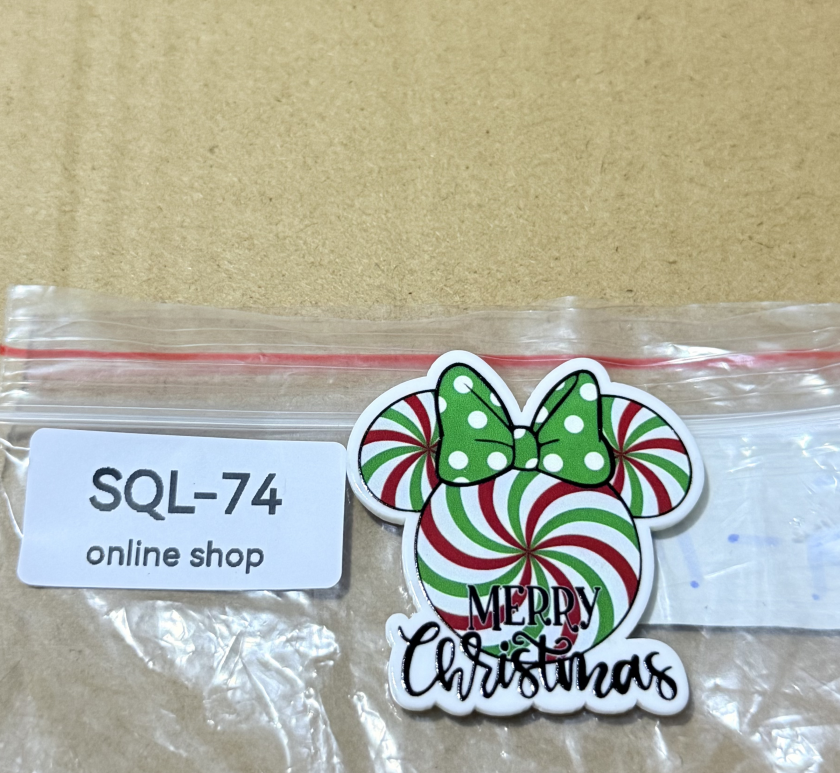 SQL-74
online shop
MERRY
Christmas